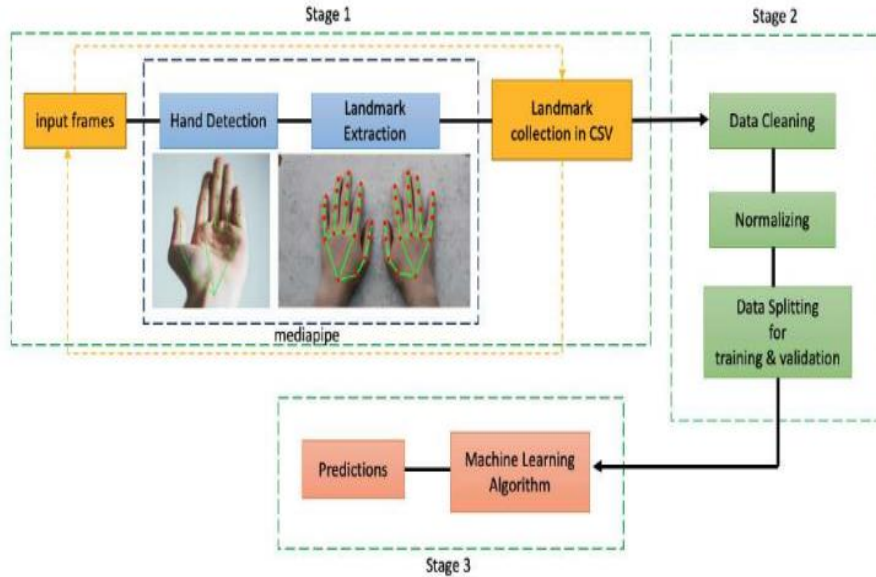 Stage 1
Stage 2
input frames
Hand Detection
Landmark
Extraction
Landmark
collection in CSV
Data Cleaning
Normalizing
Data Splitting
for
training & validation
mediapipe
Predictions
Machine Learning
Algorithm
Stage 3